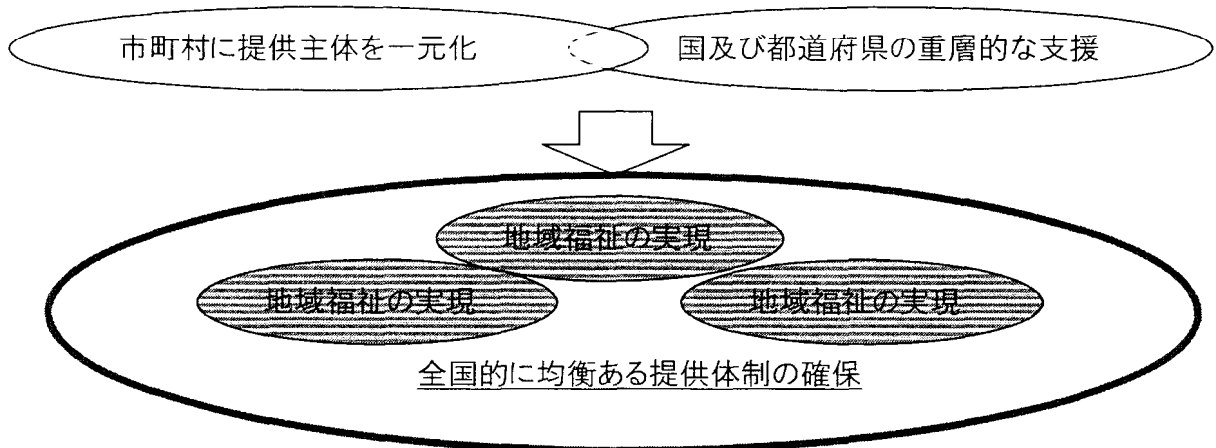 市町村に提供主体を一元化
国及び都道府県の重層的な支援
地域福祉の実現
地域福祉の実現
地域福祉の実現
全国的に均衡ある提供体制の確保